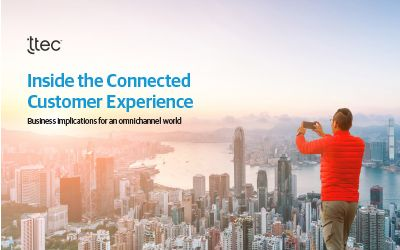 ttec
Inside the Connected
Customer Experience
Business implications for an omnichannel world